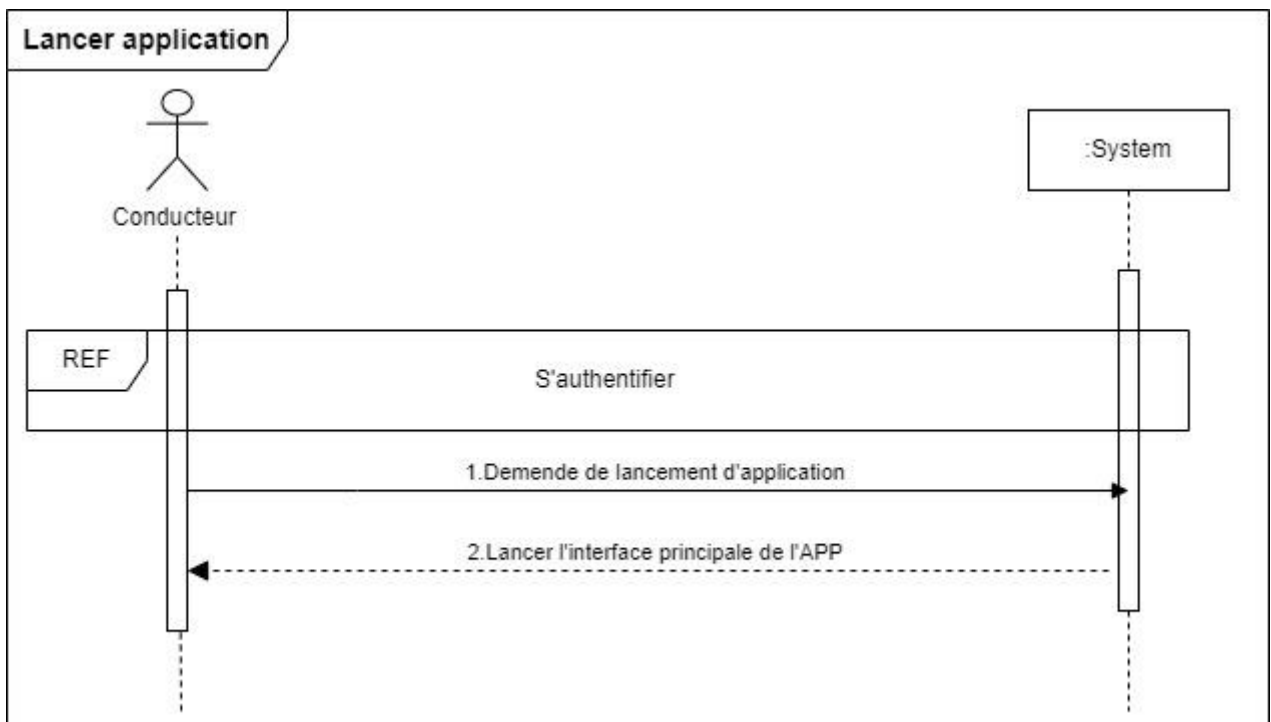 Lancer application
:System
Conducteur
REF
S'authentifier
1.Demende de lancement d'application
2.Lancer l'interface principale de l'APP